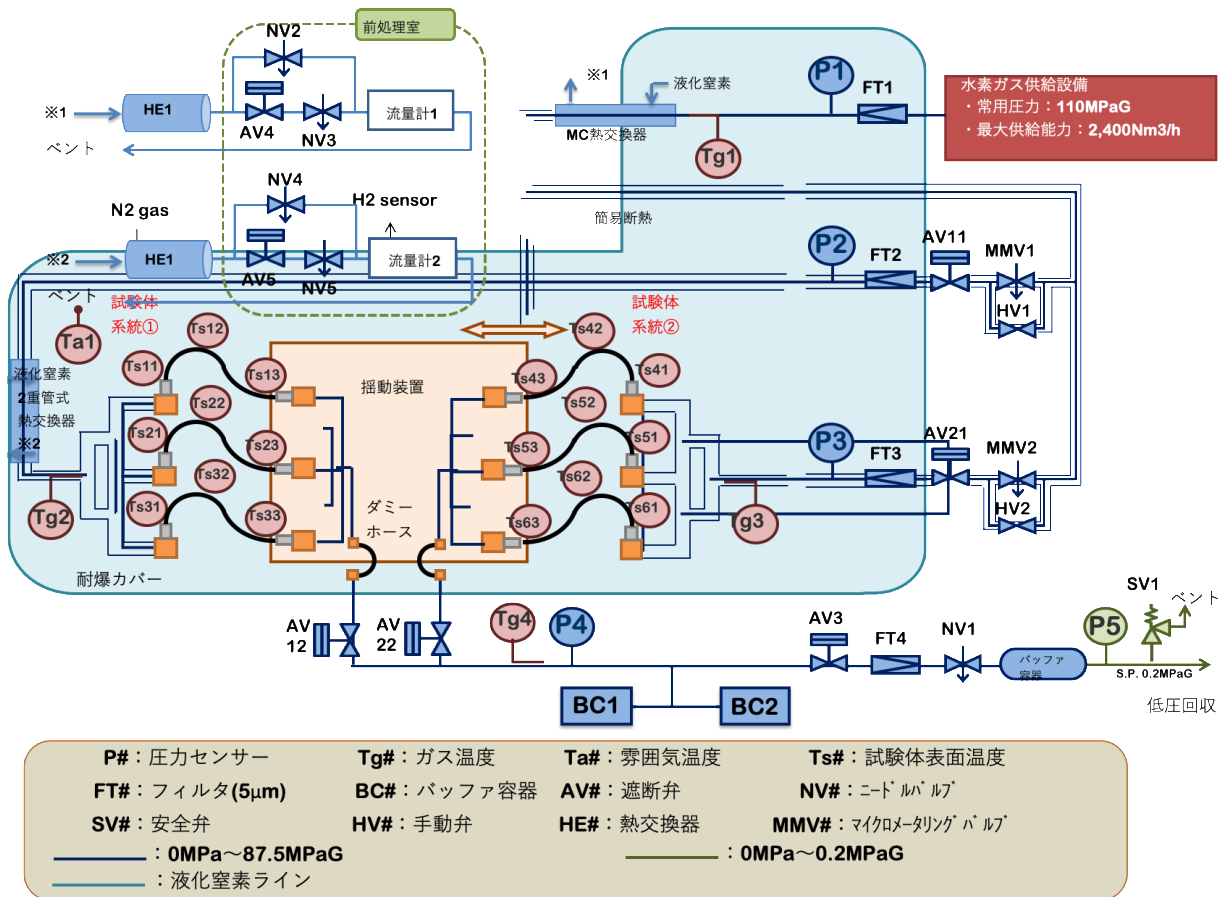 前処理室
NV2
※1
HE1
AV4
NV3
流量計1
ベント
※1
液化窒素
MC熱交換器
Tg1
P1
FT1
水素ガス供給設備
・常用圧力：110MPaG
・最大供給能力：2,400Nm3/h
NV4
H2 sensor
N2 gas
※2
HE1
AV5
NV5
流量計2
簡易断熱
P2
FT2
AV11
MMV1
HV1
ベント
試験体
系統①
試験体
系統②
Ta1
Ts12
Ts11
Ts13
Ts22
Ts21
Ts23
Ts32
Ts31
Ts33
揺動装置
Ts42
Ts43
Ts41
Ts52
Ts53
Ts51
Ts62
Ts63
Ts61
液化窒素
2重管式
熱交換器
※2
Tg2
ダミー
ホース
P3
FT3
AV21
MMV2
HV2
Tg3
耐爆カバー
AV
12
AV
22
Tg4
P4
AV3
FT4
NV1
バッファ
容器
P5
SV1
ベント
S.P. 0.2MPaG
低圧回収
BC1
BC2
P#：圧力センサー
Tg#：ガス温度
Ta#：雰囲気温度
Ts#：試験体表面温度
FT#：フィルタ(5μm)
BC#：バッファ容器
AV#：遮断弁
NV#：ﾆｰﾄﾞﾙﾊﾞﾙﾌﾞ
SV#：安全弁
HV#：手動弁
HE#：熱交換器
MMV#：ﾏｲｸﾛﾒｰﾀﾘﾝｸﾞﾊﾞﾙﾌﾞ
：0MPa～87.5MPaG
：0MPa～0.2MPaG
：液化窒素ライン